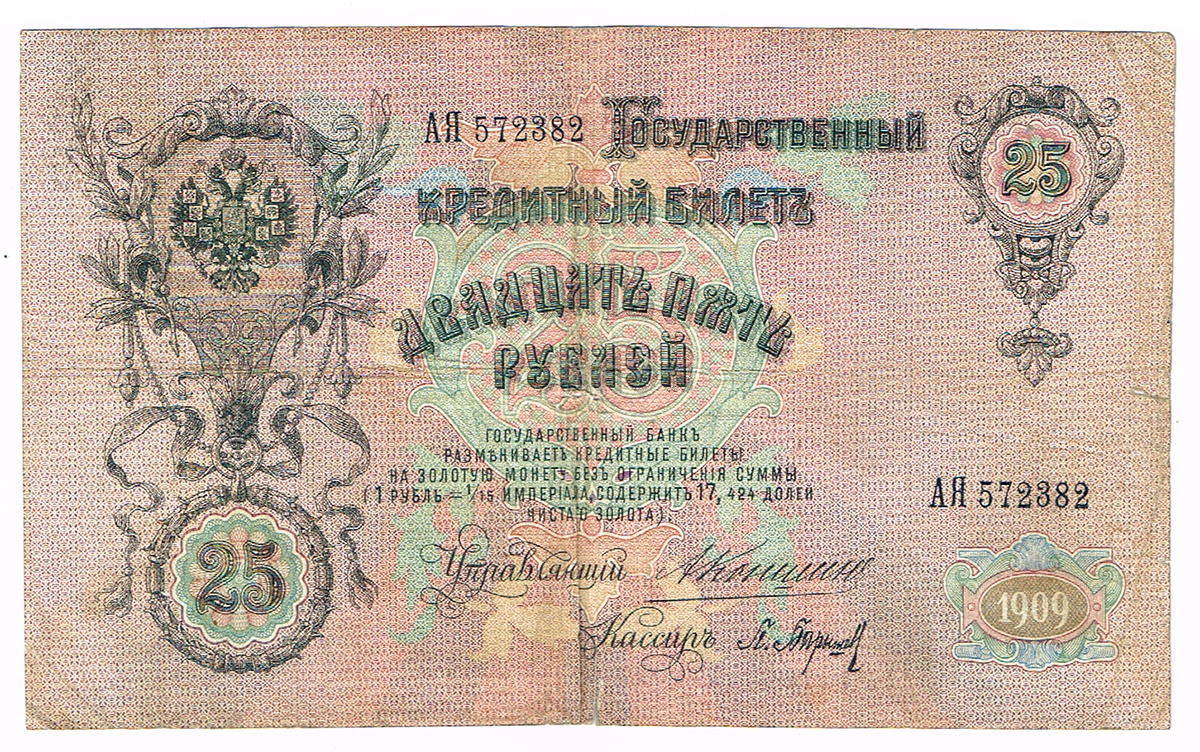 АЯ 572382 Государственный
25
кредитный билетъ
25
Двадцать пять
рублей
ГОСУДАРСТВЕННЫЙ БАНКЪ
РАЗМѢНИВАЕТЪ КРЕДИТНЫЕ БИЛЕТЫ
НА ЗОЛОТУЮ МОНЕТУ БЕЗЪ ОГРАНИЧЕНІЯ СУММЫ
(1 РУБЛЬ = 1/15 ИМПЕРІАЛА, СОДЕРЖИТЪ 17,424 ДОЛЕЙ
ЧИСТАГО ЗОЛОТА)
АЯ 572382
25
Управляющій
Кассиръ
1909